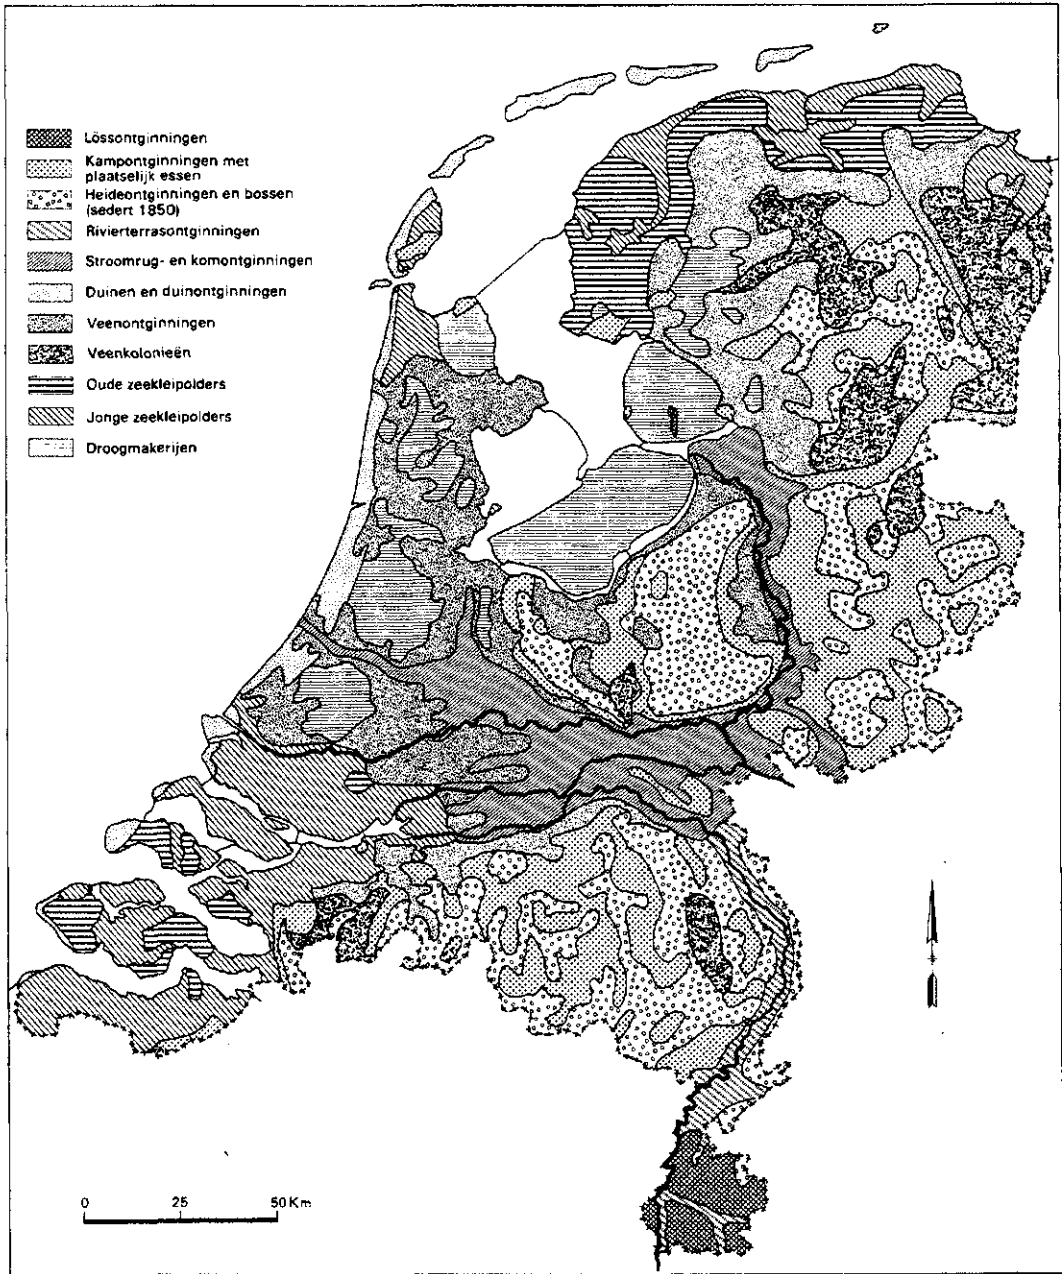 Lössontginningen
Kampontginningen met
plaatselijk essen
Heideontginningen en bossen
(sedert 1850)
Rivierterrasontginningen
Stroomrug- en komontginningen
Duinen en duinontginningen
Veenontginningen
Veenkolonieën
Oude zeekleipolders
Jonge zeekleipolders
Droogmakerijen
0 25 50 Km